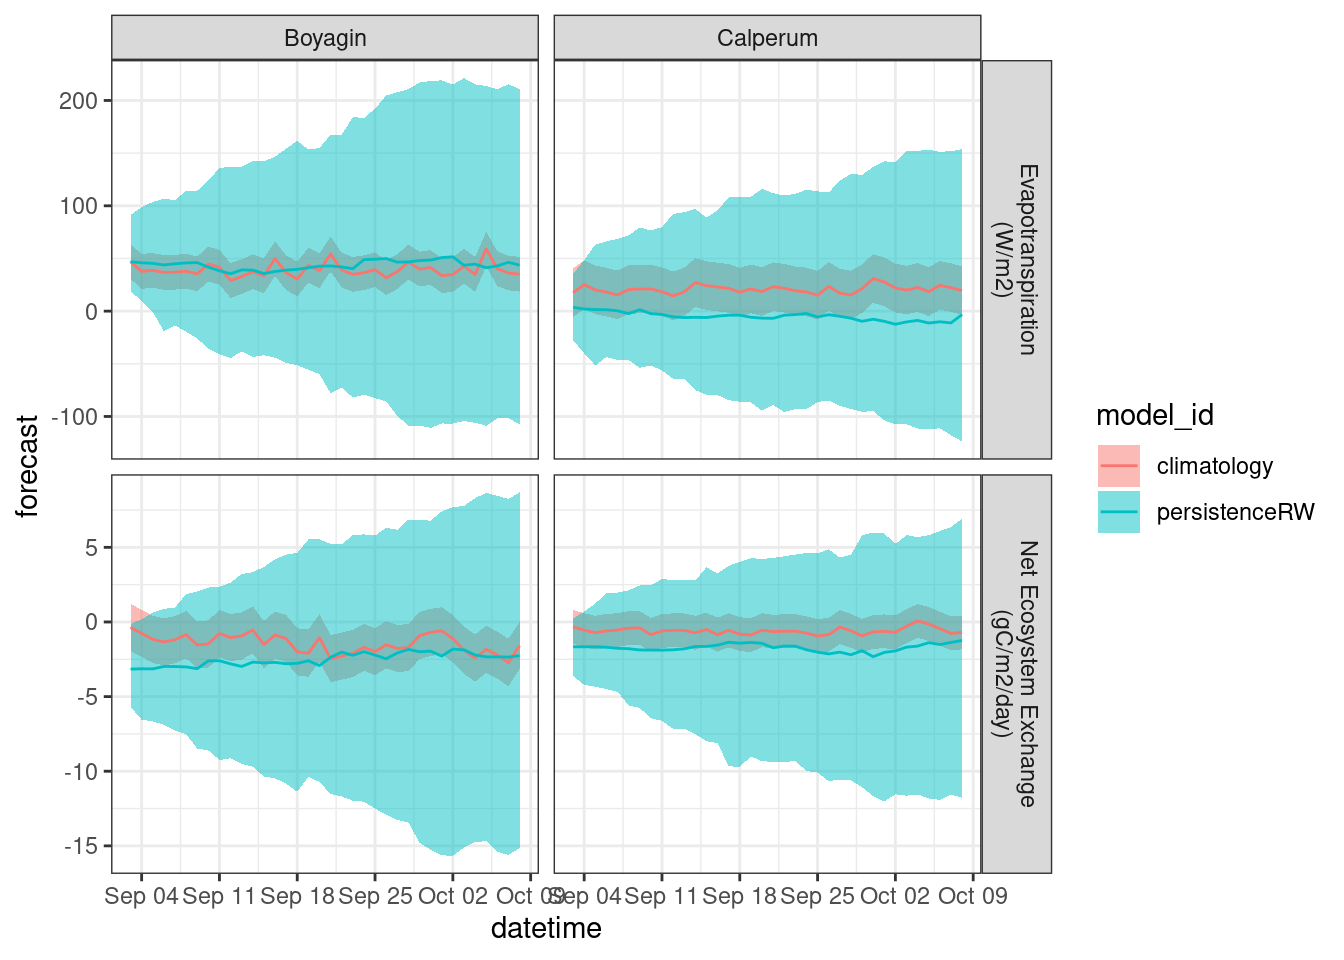 Boyagin
Calperum
200
100
0
-100
Evapotranspiration
(W/m2)
5
0
-5
-10
-15
Net Ecosystem Exchange
(gC/m2/day)
forecast
Sep 04 Sep 11 Sep 18 Sep 25 Oct 02 Oct 09
Sep 04 Sep 11 Sep 18 Sep 25 Oct 02 Oct 09
datetime
model_id
climatology
persistenceRW